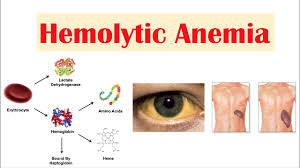 Hemolytic Anemia
Lactate
Dehydrogenase
Erythrocyte
Amino Acids
Hemoglobin
Heme
Bound By
Haptoglobin